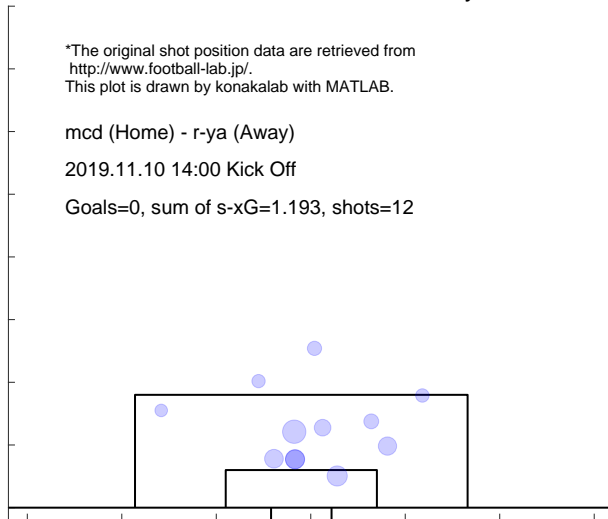 *The original shot position data are retrieved from
http://www.football-lab.jp/.
This plot is drawn by konakalab with MATLAB.
mcd (Home) - r-ya (Away)
2019.11.10 14:00 Kick Off
Goals=0, sum of s-xG=1.193, shots=12